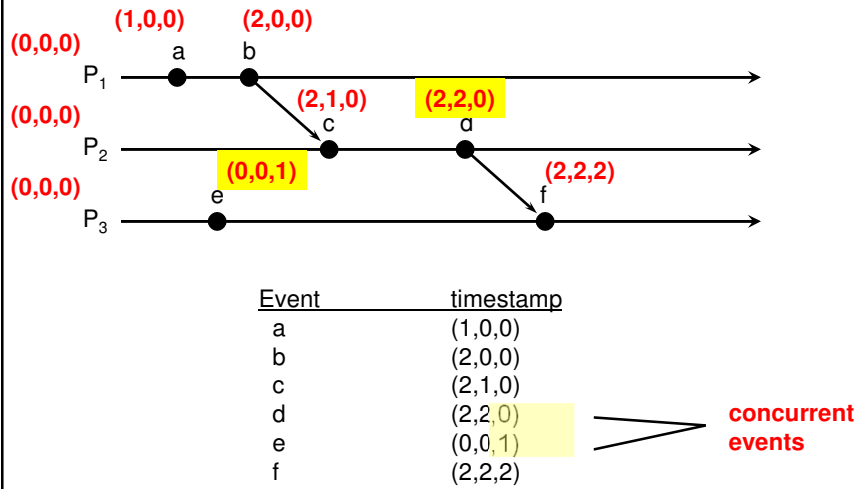 (1,0,0) (2,0,0)
(0,0,0) a b
P1
(0,0,0) (2,1,0) (2,2,0)
c d
P2
(0,0,0) (0,0,1) (2,2,2)
e f
P3
Event timestamp
a (1,0,0)
b (2,0,0)
c (2,1,0)
d (2,2,0) concurrent
e (0,0,1) events
f (2,2,2)